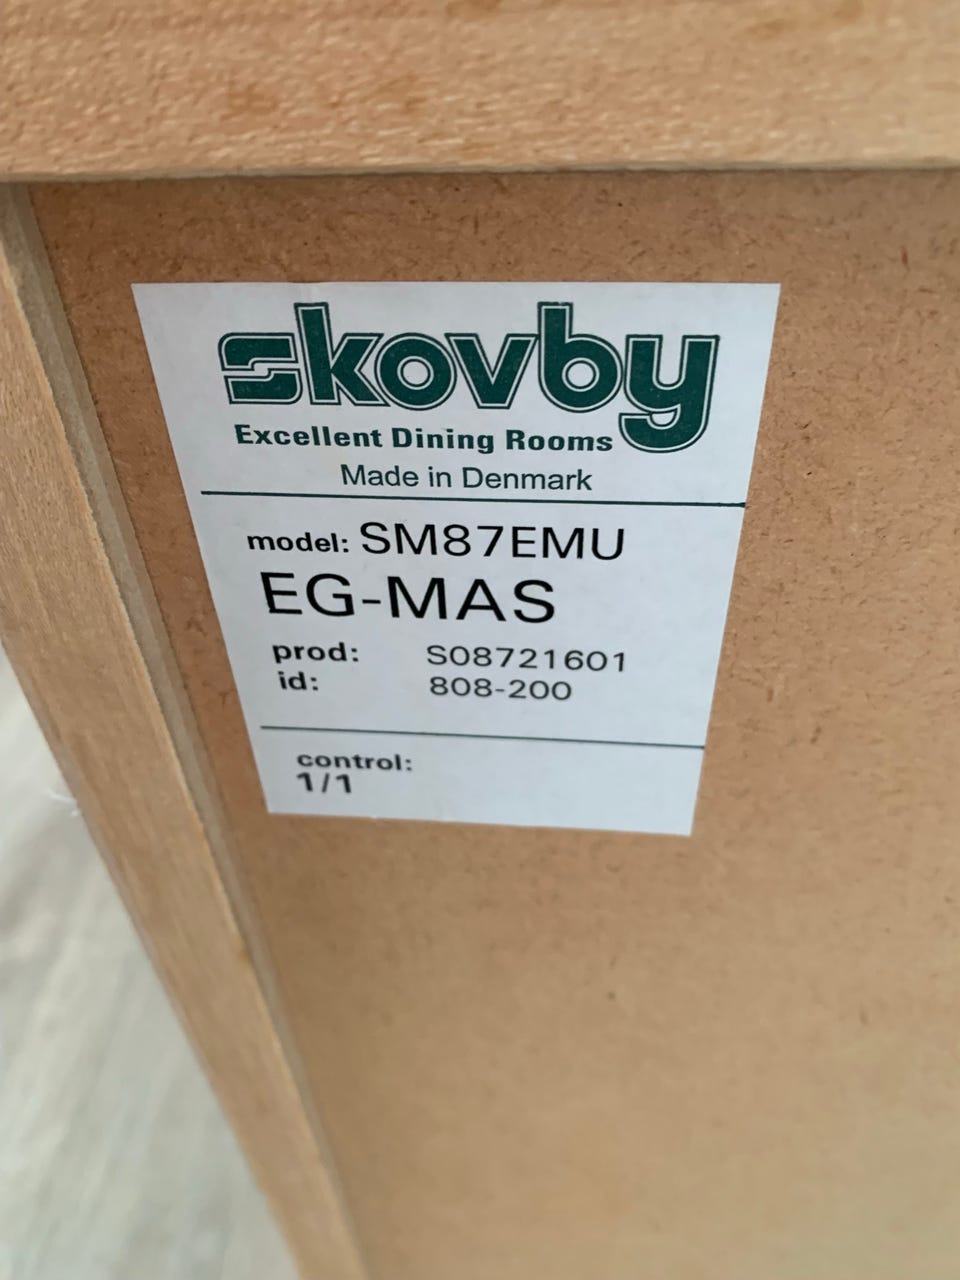 skovby
Excellent Dining Rooms
Made in Denmark
model: SM87EMU
EG-MAS
prod: S08721601
id: 808-200
control:
1/1